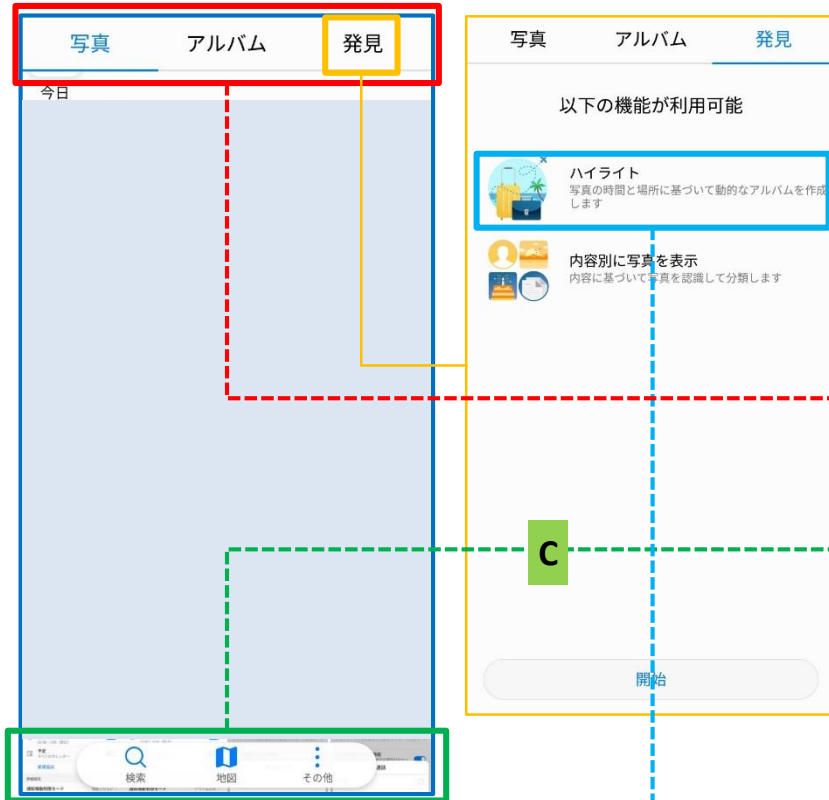 写真 アルバム 発見
今日
検索 地図 その他
写真 アルバム 発見
以下の機能が利用可能
ハイライト
写真の時間と場所に基づいて動的なアルバムを作成
します
内容別に写真を表示
内容に基づいて写真を認識して分類します
C
開始